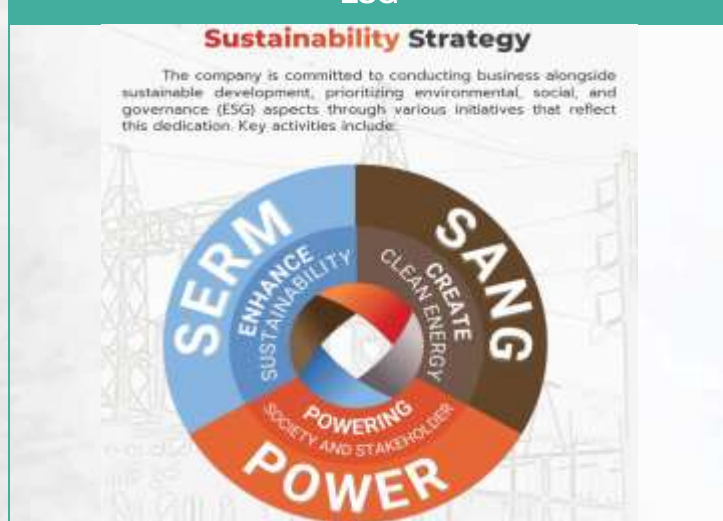 ESG
Sustainability Strategy
The company is committed to conducting business alongside
sustainable development, prioritizing environmental, social, and
governance (ESG) aspects through various initiatives that reflect
this dedication. Key activities include:
SERM
ENHANCE
SUSTAINABILITY
SANG
CREATE
CLEAN ENERGY
POWERING
SOCIETY AND STAKEHOLDER
POWER